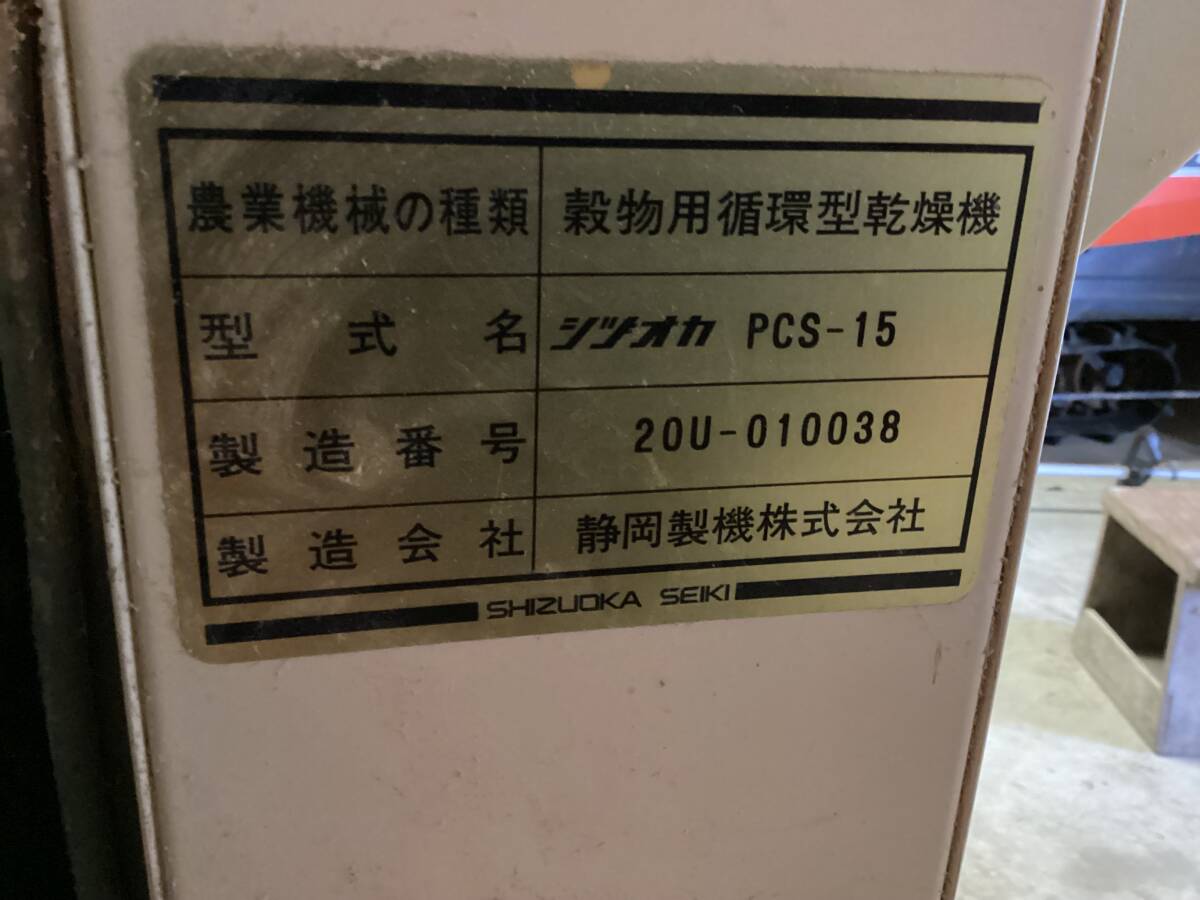 農業機械の種類 穀物用循環型乾燥機
型式名 シヅオカ PCS-15
製造番号 20U-010038
製造会社 静岡製機株式会社
SHIZUOKA SEIKI